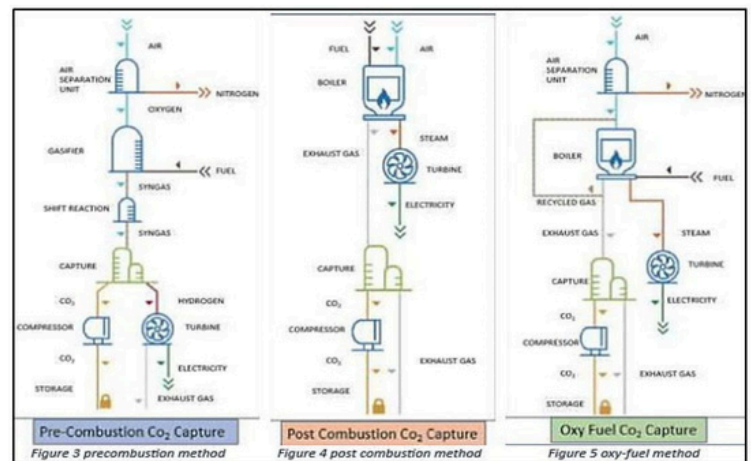 AIR
AIR
SEPARATION
UNIT
NITROGEN
OXYGEN
GASIFIER
FUEL
SYNGAS
SHIFT REACTION
SYNGAS
CAPTURE
CO₂
HYDROGEN
COMPRESSOR
TURBINE
CO₂
ELECTRICITY
STORAGE
EXHAUST GAS
Pre-Combustion Co₂ Capture
Figure 3 precombustion method
FUEL
AIR
BOILER
STEAM
EXHAUST GAS
TURBINE
ELECTRICITY
CAPTURE
CO₂
COMPRESSOR
CO₂
EXHAUST GAS
STORAGE
Post Combustion Co₂ Capture
Figure 4 post combustion method
AIR
AIR
SEPARATION
UNIT
NITROGEN
BOILER
FUEL
RECYCLED GAS
EXHAUST GAS
STEAM
TURBINE
CAPTURE
ELECTRICITY
CO₂
COMPRESSOR
CO₂
EXHAUST GAS
STORAGE
Oxy Fuel Co₂ Capture
Figure 5 oxy-fuel method